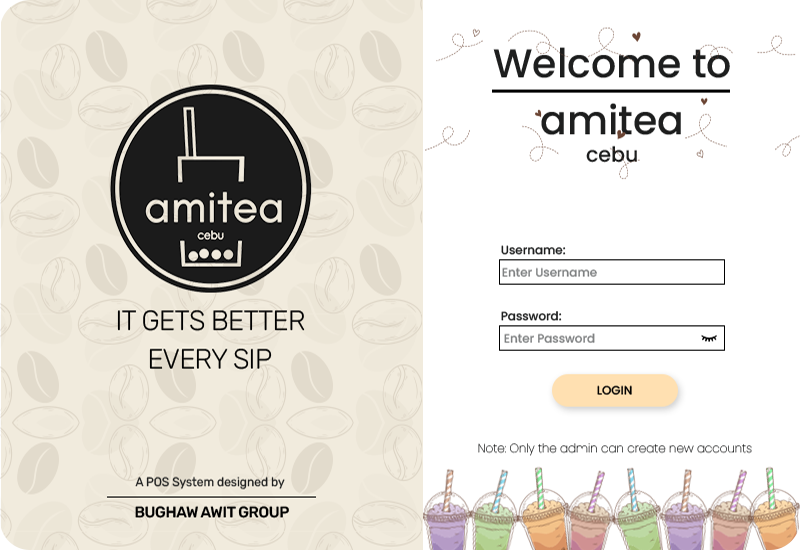 amitea
cebu
IT GETS BETTER
EVERY SIP
A POS System designed by
BUGHAW AWIT GROUP
Welcome to
amitea
cebu
Username:
Enter Username
Password:
Enter Password
LOGIN
Note: Only the admin can create new accounts